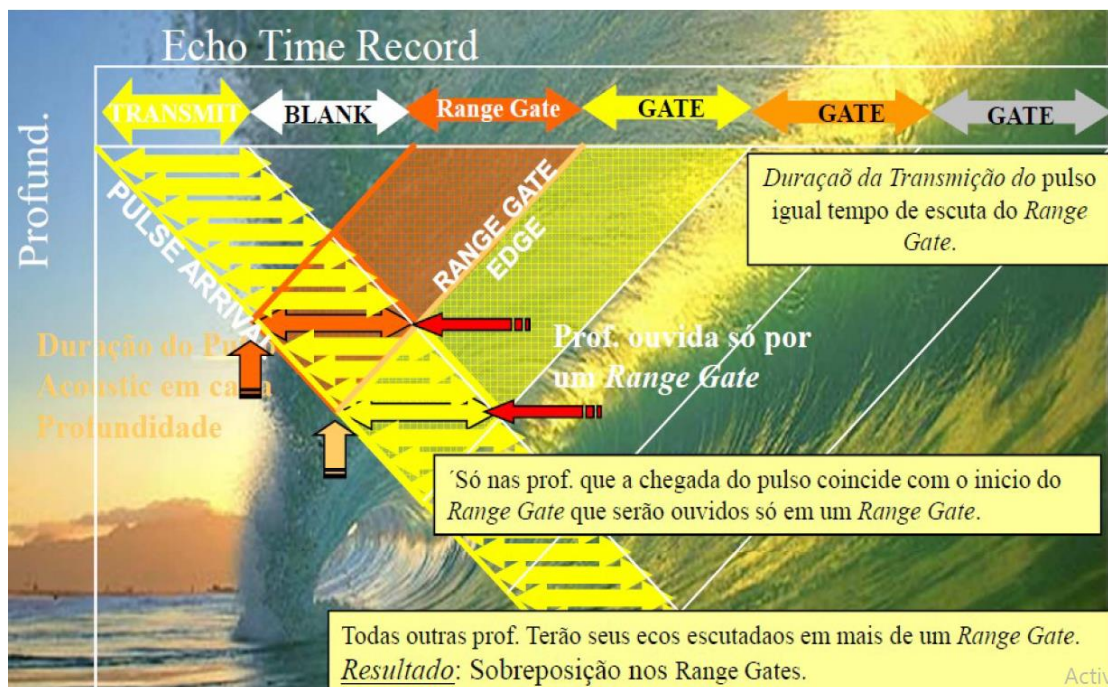 Echo Time Record
TRANSMIT BLANK Range Gate GATE GATE GATE
Profund.
PULSE ARRIVAL
RANGE GATE
EDGE
Duraçaõ da Transmição do pulso
igual tempo de escuta do Range
Gate.
Duração do Pulso
Acoustic em cada
Profundidade
Prof. ouvida só por
um Range Gate
´Só nas prof. que a chegada do pulso coincide com o inicio do
Range Gate que serão ouvidos só em um Range Gate.
Todas outras prof. Terão seus ecos escutadaos em mais de um Range Gate.
Resultado: Sobreposição nos Range Gates.
Activ